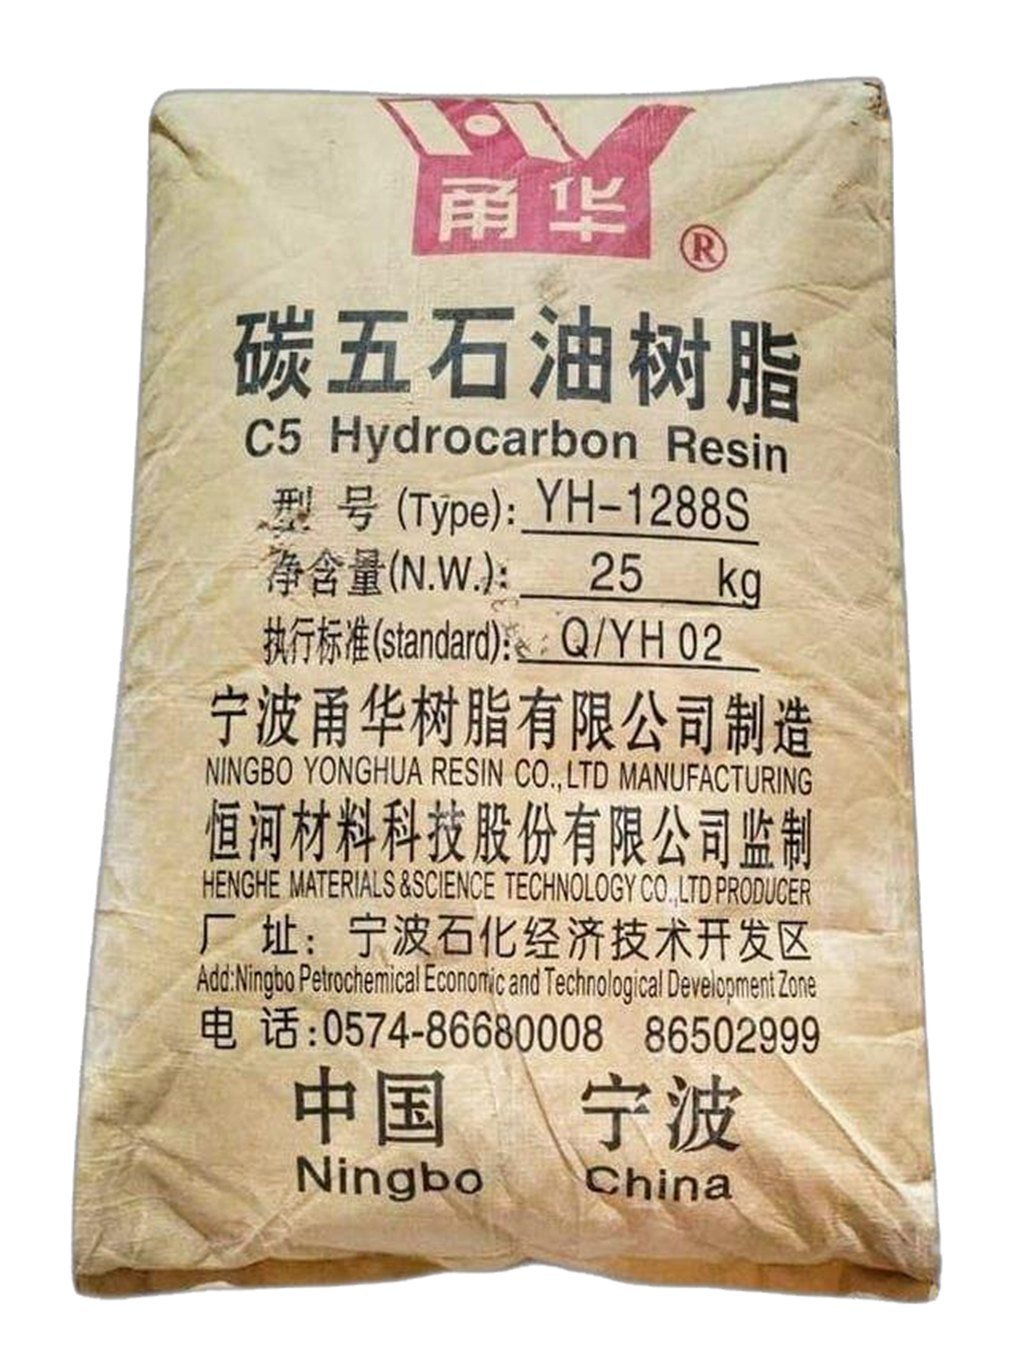 甬华
®
碳五石油树脂
C5 Hydrocarbon Resin
型 号 (Type): YH-1288S
净含量(N.W.): 25 kg
执行标准(standard): Q/YH 02
宁波甬华树脂有限公司制造
NINGBO YONGHUA RESIN CO.,LTD MANUFACTURING
恒河材料科技股份有限公司监制
HENGHE MATERIALS &SCIENCE TECHNOLOGY CO.,LTD PRODUCER
厂 址: 宁波石化经济技术开发区
Add:Ningbo Petrochemical Economic and Technological Development Zone
电 话:0574-86680008 86502999
中国 宁波
Ningbo China